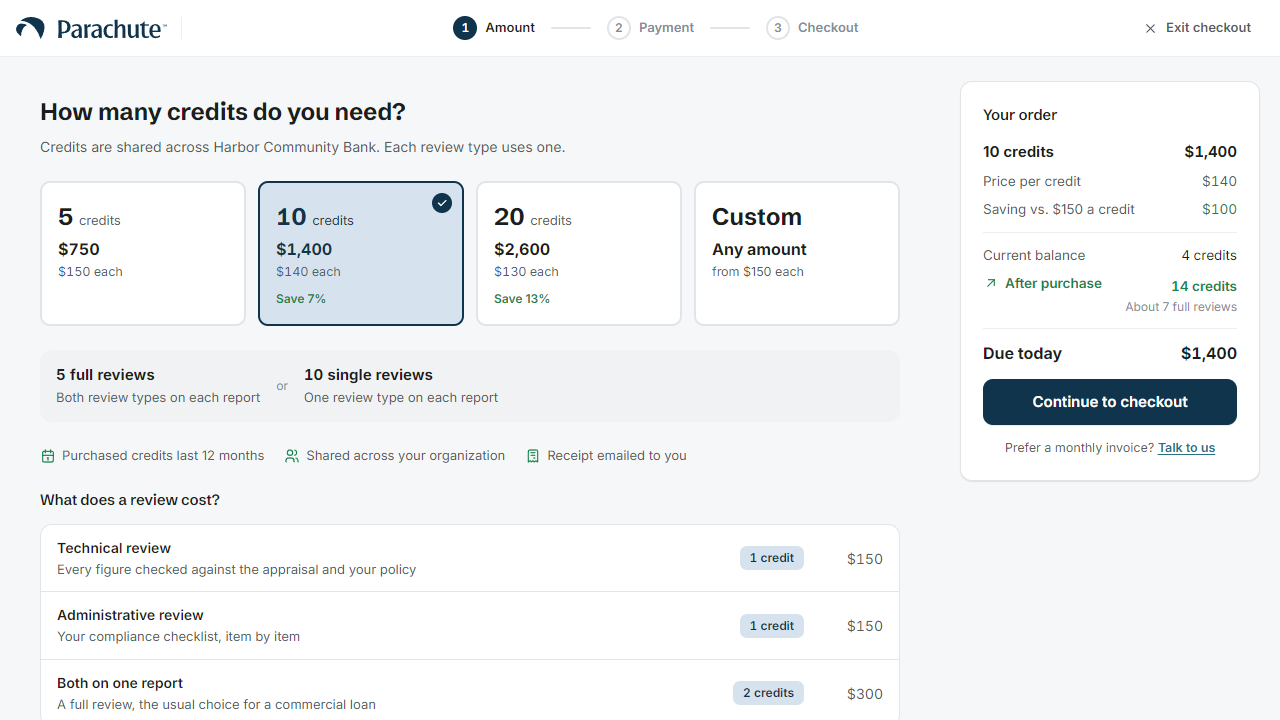 Parachute™
1 Amount
2 Payment
3 Checkout
Exit checkout
How many credits do you need?
Credits are shared across Harbor Community Bank. Each review type uses one.
5 credits
$750
$150 each
10 credits
$1,400
$140 each
Save 7%
20 credits
$2,600
$130 each
Save 13%
Custom
Any amount
from $150 each
5 full reviews
Both review types on each report
or
10 single reviews
One review type on each report
Purchased credits last 12 months
Shared across your organization
Receipt emailed to you
What does a review cost?
Technical review
Every figure checked against the appraisal and your policy
1 credit
$150
Administrative review
Your compliance checklist, item by item
1 credit
$150
Both on one report
A full review, the usual choice for a commercial loan
2 credits
$300
Your order
10 credits $1,400
Price per credit $140
Saving vs. $150 a credit $100
Current balance 4 credits
After purchase 14 credits
About 7 full reviews
Due today $1,400
Continue to checkout
Prefer a monthly invoice? Talk to us